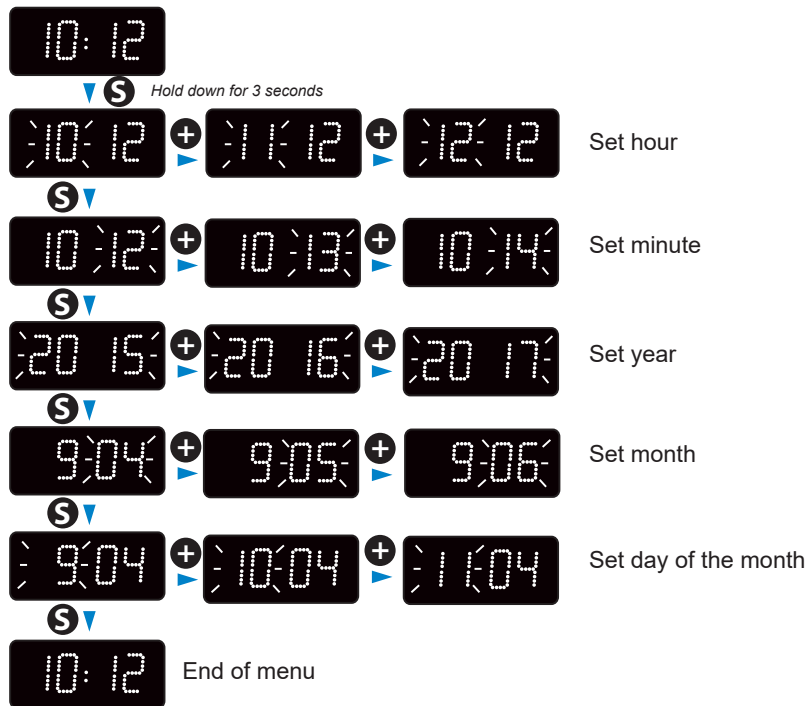 10: 12
S Hold down for 3 seconds
10 12 + 11 12 + 12 12 Set hour
S
10 12 + 10 13 + 10 14 Set minute
S
20 15 + 20 16 + 20 17 Set year
S
9 04 + 9 05 + 9 06 Set month
S
9 04 + 10 04 + 11 04 Set day of the month
S
10: 12 End of menu